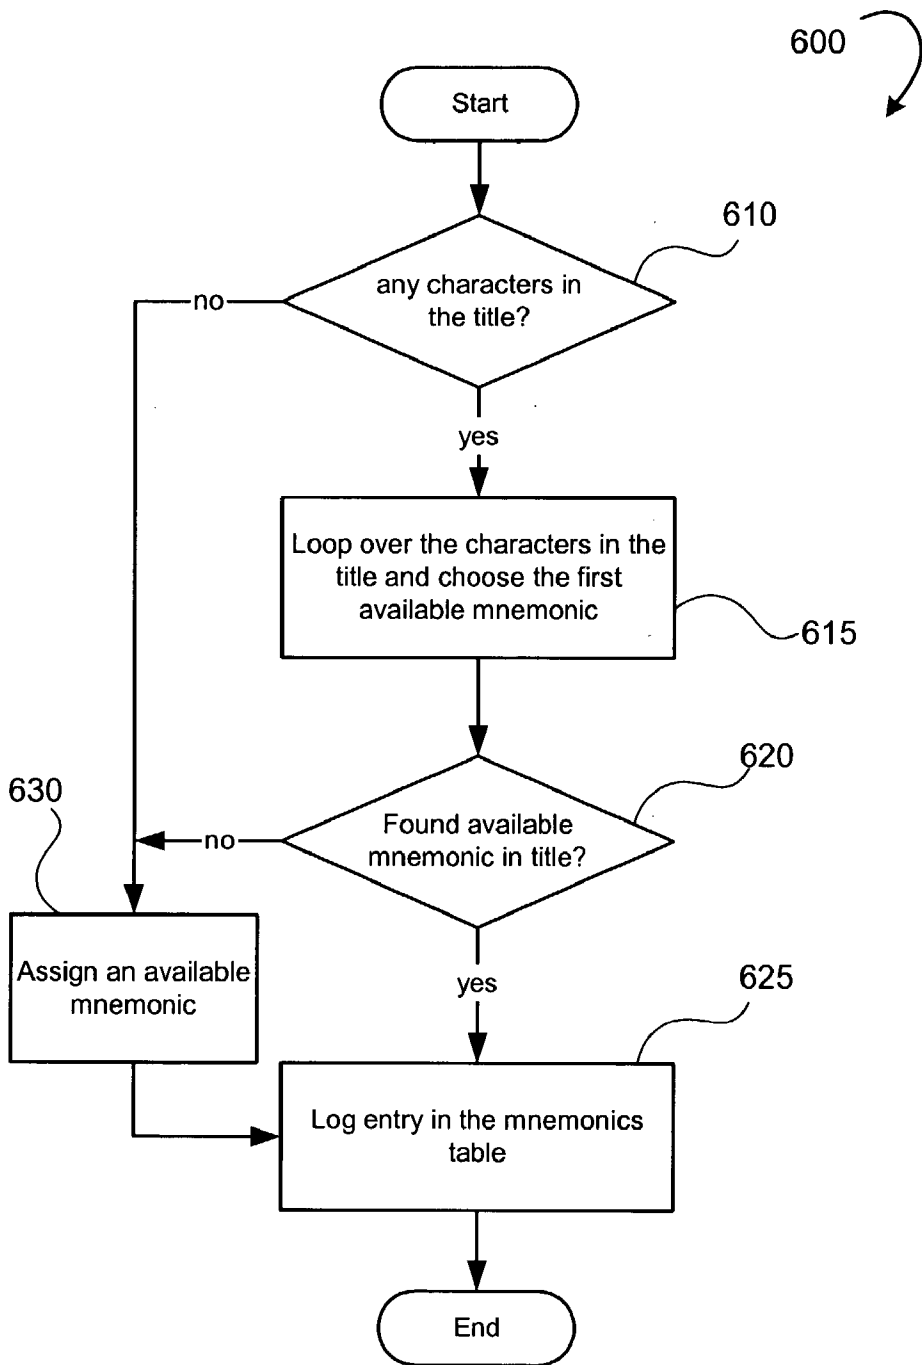 600
Start
610
any characters in
the title?
no
yes
Loop over the characters in the
title and choose the first
available mnemonic
615
620
630
Found available
mnemonic in title?
no
Assign an available
mnemonic
yes
625
Log entry in the mnemonics
table
End